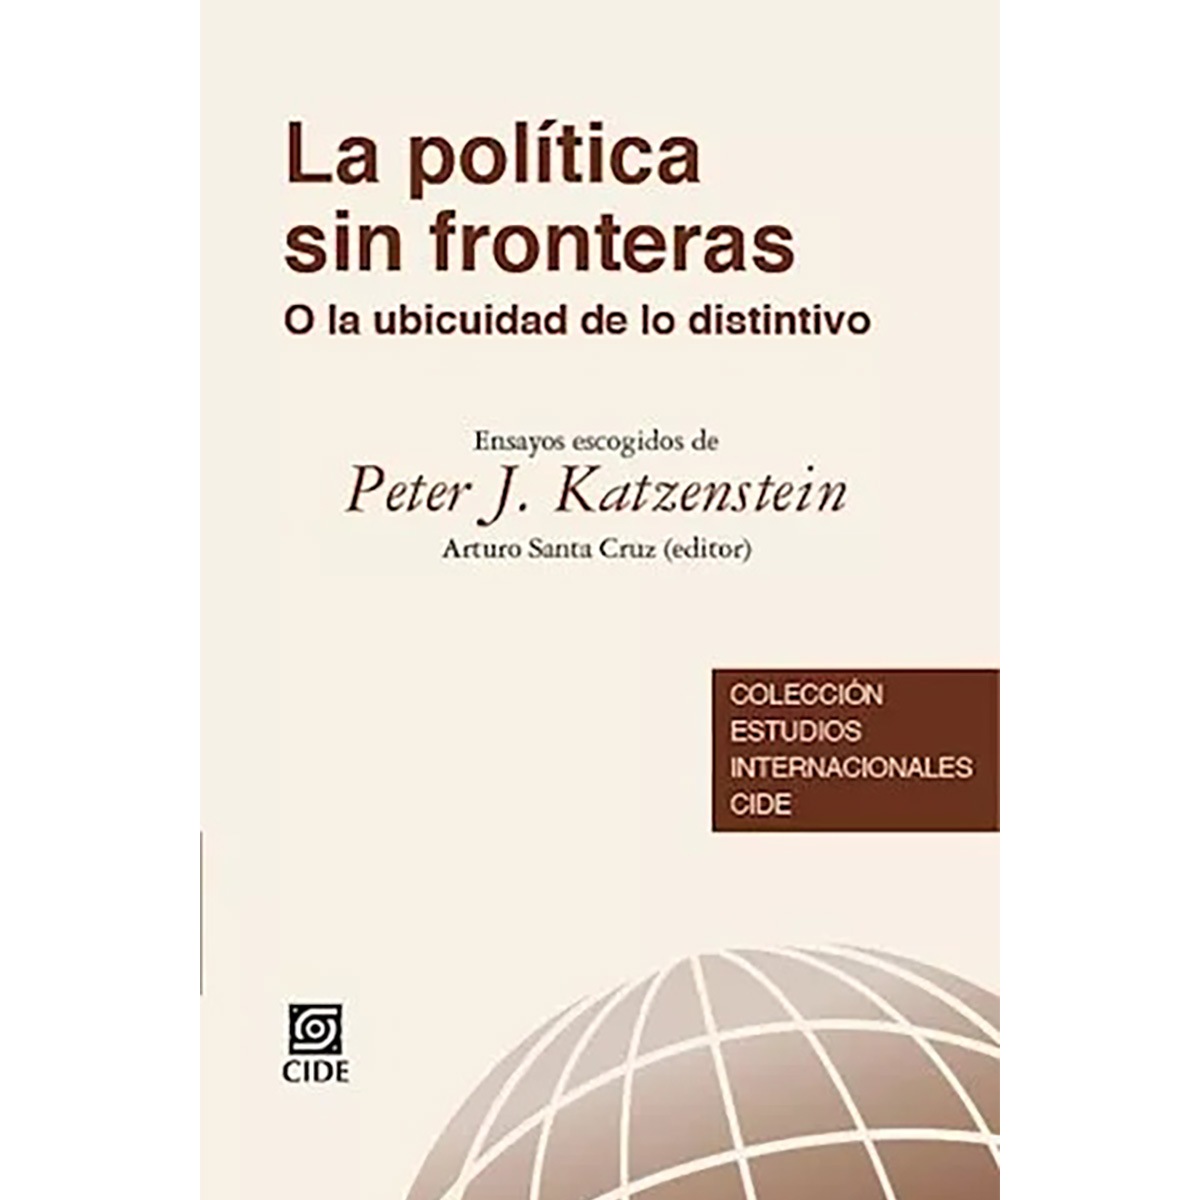 La política
sin fronteras
O la ubicuidad de lo distintivo
Ensayos escogidos de
Peter J. Katzenstein
Arturo Santa Cruz (editor)
COLECCIÓN
ESTUDIOS
INTERNACIONALES
CIDE
CIDE